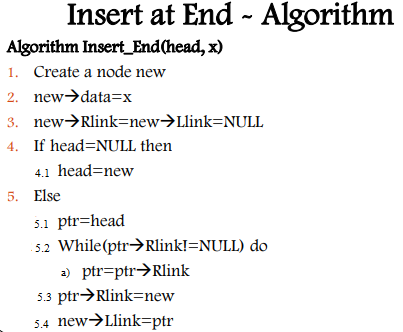 Insert at End ~ Algorithm
Algorithm Insert_End(head, x)
1. Create a node new
2. new→data=x
3. new→Rlink=new→Llink=NULL
4. If head=NULL then
4.1 head=new
5. Else
5.1 ptr=head
5.2 While(ptr→Rlink!=NULL) do
a) ptr=ptr→Rlink
5.3 ptr→Rlink=new
5.4 new→Llink=ptr